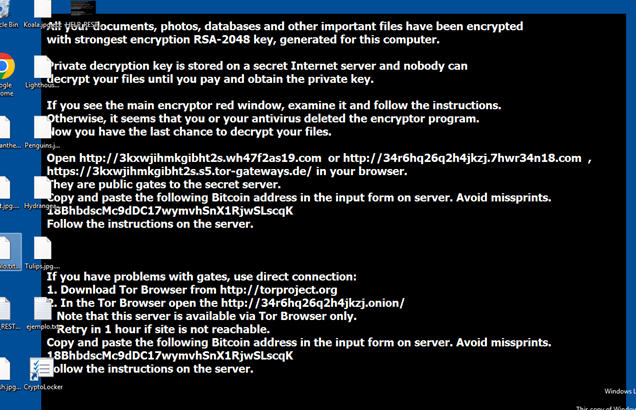 All your documents, photos, databases and other important files have been encrypted
with strongest encryption RSA-2048 key, generated for this computer.
Private decryption key is stored on a secret Internet server and nobody can
decrypt your files until you pay and obtain the private key.
If you see the main encryptor red window, examine it and follow the instructions.
Otherwise, it seems that you or your antivirus deleted the encryptor program.
Now you have the last chance to decrypt your files.
Open http://3kxwjihmkgibht2s.wh47f2as19.com or http://34r6hq26q2h4jkzj.7hwr34n18.com ,
https://3kxwjihmkgibht2s.s5.tor-gateways.de/ in your browser.
They are public gates to the secret server.
Copy and paste the following Bitcoin address in the input form on server. Avoid missprints.
18BhbdscMc9dDC17wymvhSnX1RjwSLscqK
Follow the instructions on the server.
If you have problems with gates, use direct connection:
1. Download Tor Browser from http://torproject.org
2. In the Tor Browser open the http://34r6hq26q2h4jkzj.onion/
Note that this server is available via Tor Browser only.
Retry in 1 hour if site is not reachable.
Copy and paste the following Bitcoin address in the input form on server. Avoid missprints.
18BhbdscMc9dDC17wymvhSnX1RjwSLscqK
Follow the instructions on the server.
cle Bin
Koala.jpg....
ogle
ome
Lighthous...
anthe...
Penguins.j...
t.jpg....
Hydrangea
lo.txt...
Tulips.jpg....
_REST...
ejemplo.txt
sh.jpg...
CryptoLocker
Windows L
This copy of Window